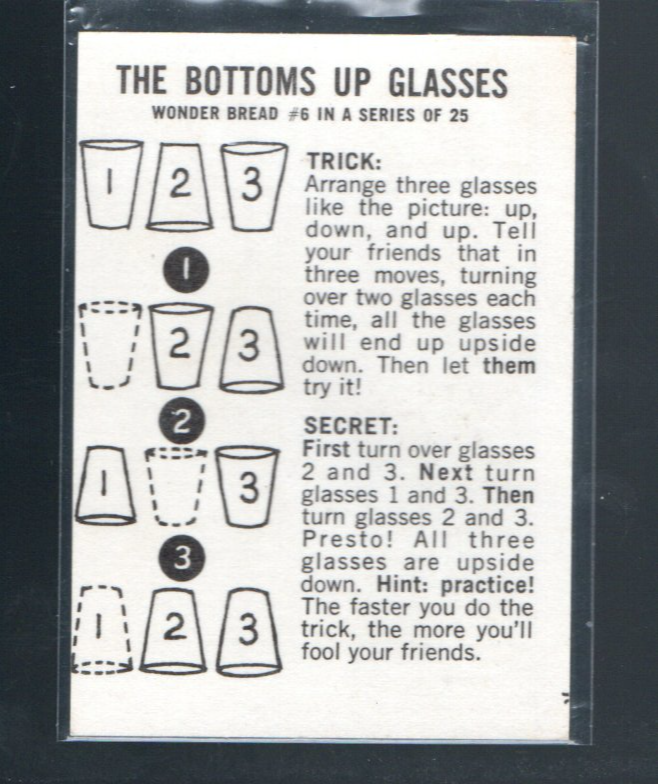 THE BOTTOMS UP GLASSES
WONDER BREAD #6 IN A SERIES OF 25
1 2 3
1
2 3
2
1 3
3
1 2 3
TRICK:
Arrange three glasses
like the picture: up,
down, and up. Tell
your friends that in
three moves, turning
over two glasses each
time, all the glasses
will end up upside
down. Then let them
try it!
SECRET:
First turn over glasses
2 and 3. Next turn
glasses 1 and 3. Then
turn glasses 2 and 3.
Presto! All three
glasses are upside
down. Hint: practice!
The faster you do the
trick, the more you'll
fool your friends.